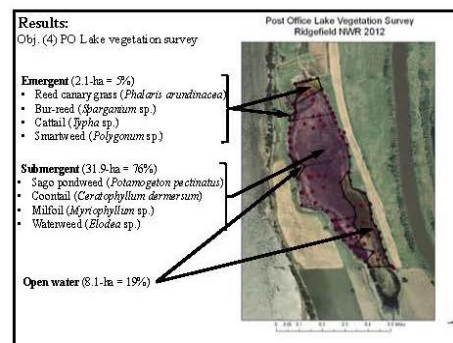 Results:
Obj. (4) PO Lake vegetation survey
Emergent (2.1-ha = 5%)
• Reed canary grass (Phalaris arundinacea)
• Bur-reed (Sparganium sp.)
• Cattail (Typha sp.)
• Smartweed (Polygonum sp.)
Submergent (31.9-ha = 76%)
• Sago pondweed (Potamogeton pectinatus)
• Coontail (Ceratophyllum dermersum)
• Milfoil (Myriophyllum sp.)
• Waterweed (Elodea sp.)
Open water (8.1-ha = 19%)
Post Office Lake Vegetation Survey
Ridgefield NWR 2012